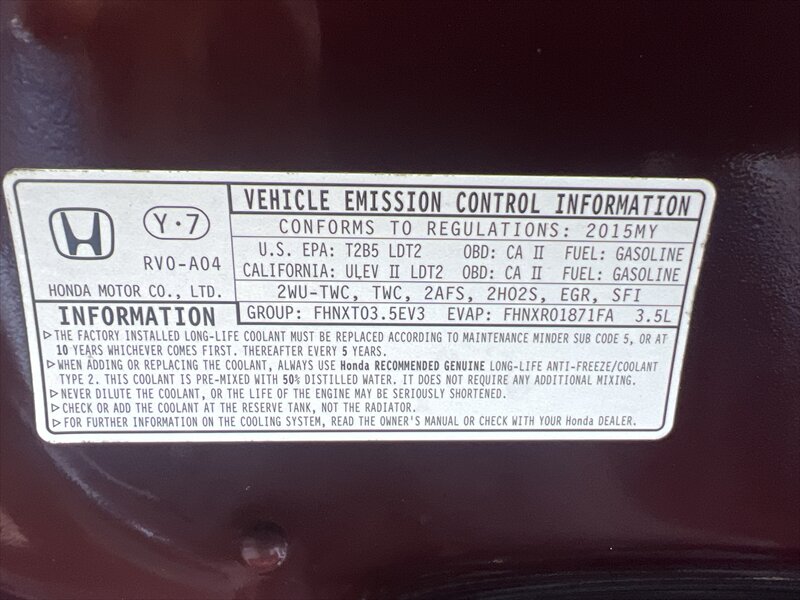 Y·7
RV0-A04
HONDA MOTOR CO., LTD.
VEHICLE EMISSION CONTROL INFORMATION
CONFORMS TO REGULATIONS: 2015MY
U.S. EPA: T2B5 LDT2 OBD: CA II FUEL: GASOLINE
CALIFORNIA: ULEV II LDT2 OBD: CA II FUEL: GASOLINE
2WU-TWC, TWC, 2AFS, 2HO2S, EGR, SFI
GROUP: FHNXT03.5EV3 EVAP: FHNXR01871FA 3.5L
INFORMATION
▷THE FACTORY INSTALLED LONG-LIFE COOLANT MUST BE REPLACED ACCORDING TO MAINTENANCE MINDER SUB CODE 5, OR AT
10 YEARS WHICHEVER COMES FIRST. THEREAFTER EVERY 5 YEARS.
▷WHEN ADDING OR REPLACING THE COOLANT, ALWAYS USE Honda RECOMMENDED GENUINE LONG-LIFE ANTI-FREEZE/COOLANT
TYPE 2. THIS COOLANT IS PRE-MIXED WITH 50% DISTILLED WATER. IT DOES NOT REQUIRE ANY ADDITIONAL MIXING.
▷NEVER DILUTE THE COOLANT, OR THE LIFE OF THE ENGINE MAY BE SERIOUSLY SHORTENED.
▷CHECK OR ADD THE COOLANT AT THE RESERVE TANK, NOT THE RADIATOR.
▷FOR FURTHER INFORMATION ON THE COOLING SYSTEM, READ THE OWNER'S MANUAL OR CHECK WITH YOUR Honda DEALER.